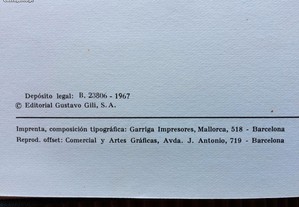 Depósito legal: B. 23806 - 1967
© Editorial Gustavo Gili, S. A.
Imprenta, composición tipográfica: Garriga Impresores, Mallorca, 518 - Barcelona
Reprod. offset: Comercial y Artes Gráficas, Avda. J. Antonio, 719 - Barcelona